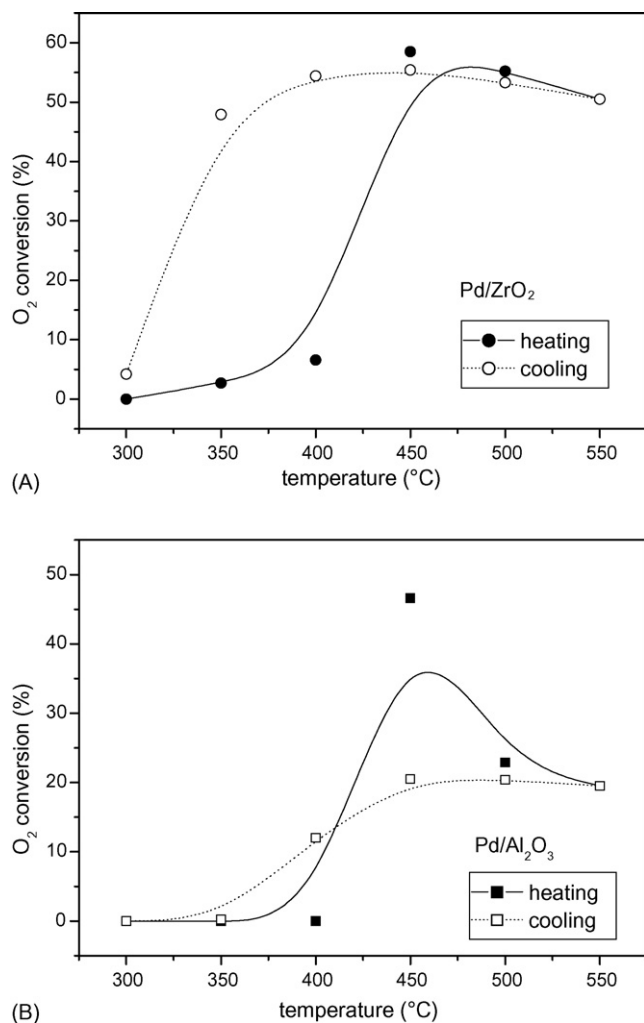 60
50
40
30
20
10
0
O₂ conversion (%)
Pd/ZrO₂
heating
cooling
300 350 400 450 500 550
temperature (°C)
(A)
50
40
30
20
10
0
O₂ conversion (%)
Pd/Al₂O₃
heating
cooling
300 350 400 450 500 550
temperature (°C)
(B)